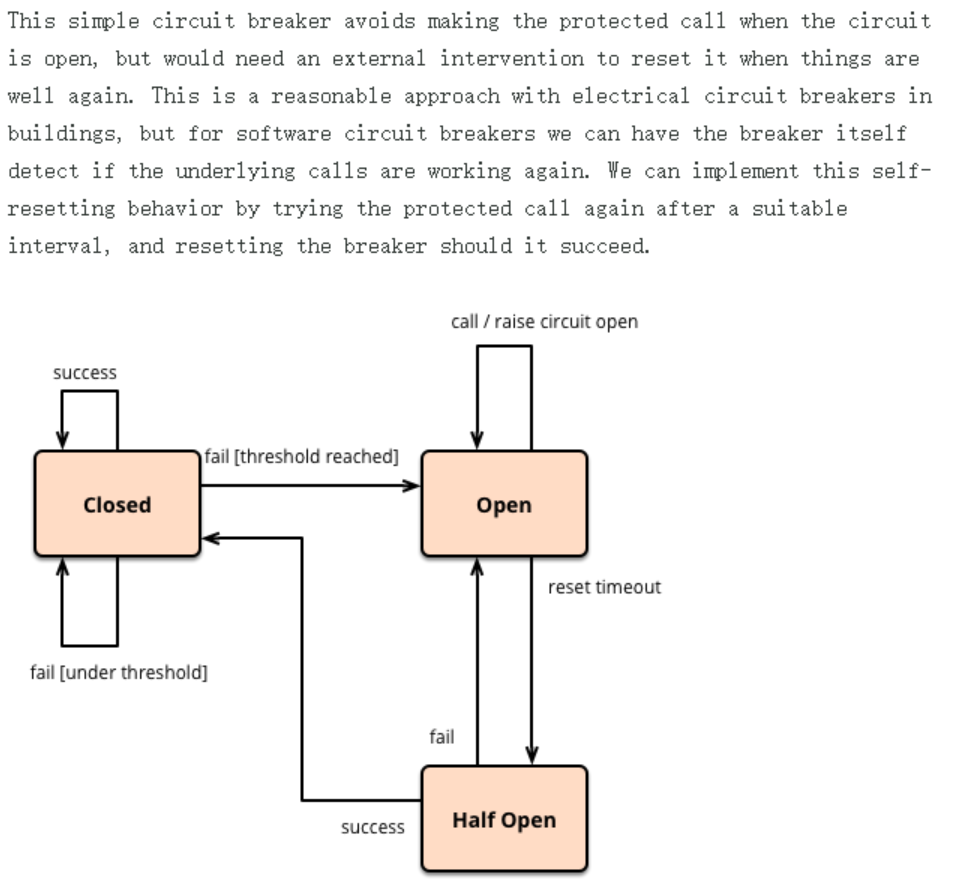 This simple circuit breaker avoids making the protected call when the circuit
is open, but would need an external intervention to reset it when things are
well again. This is a reasonable approach with electrical circuit breakers in
buildings, but for software circuit breakers we can have the breaker itself
detect if the underlying calls are working again. We can implement this self-
resetting behavior by trying the protected call again after a suitable
interval, and resetting the breaker should it succeed.
call / raise circuit open
success
fail [threshold reached]
Closed
Open
reset timeout
fail [under threshold]
fail
Half Open
success